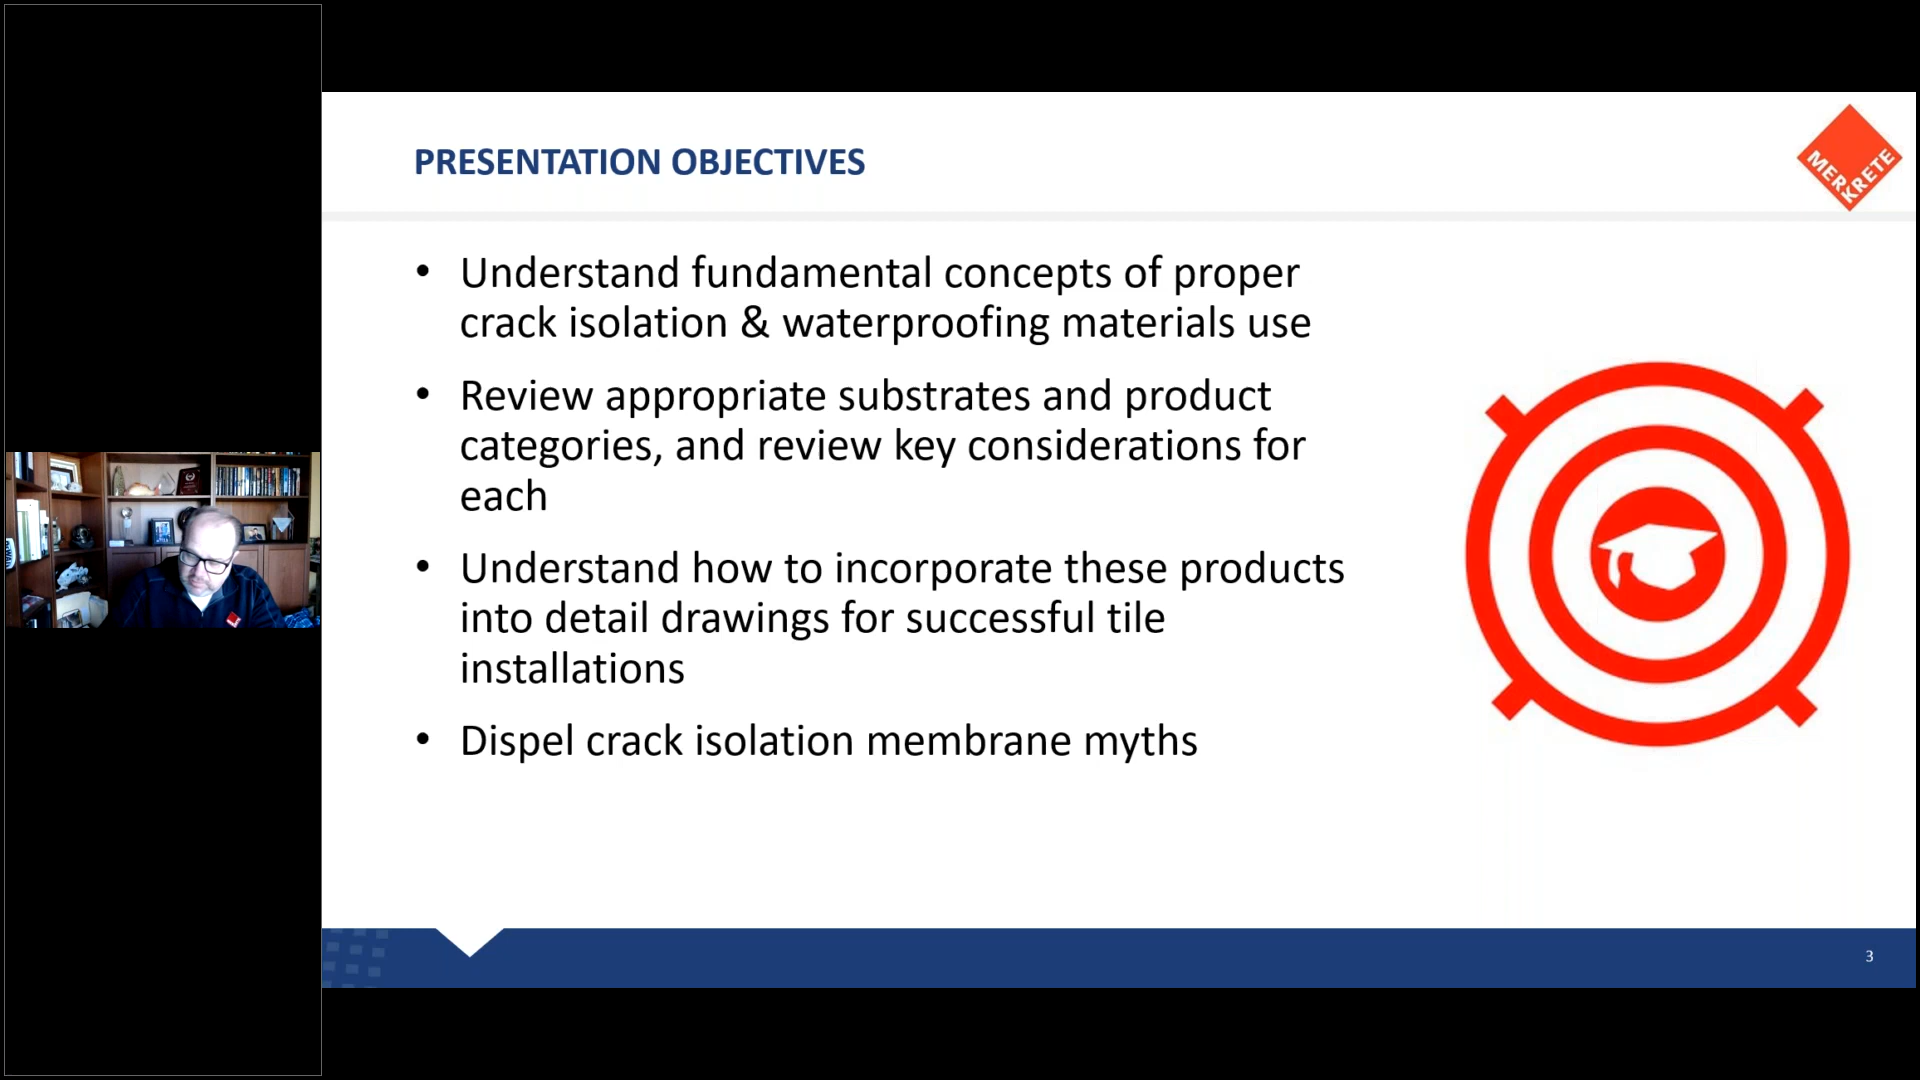 PRESENTATION OBJECTIVES
MERKRETE
• Understand fundamental concepts of proper
crack isolation & waterproofing materials use
• Review appropriate substrates and product
categories, and review key considerations for
each
• Understand how to incorporate these products
into detail drawings for successful tile
installations
• Dispel crack isolation membrane myths
3